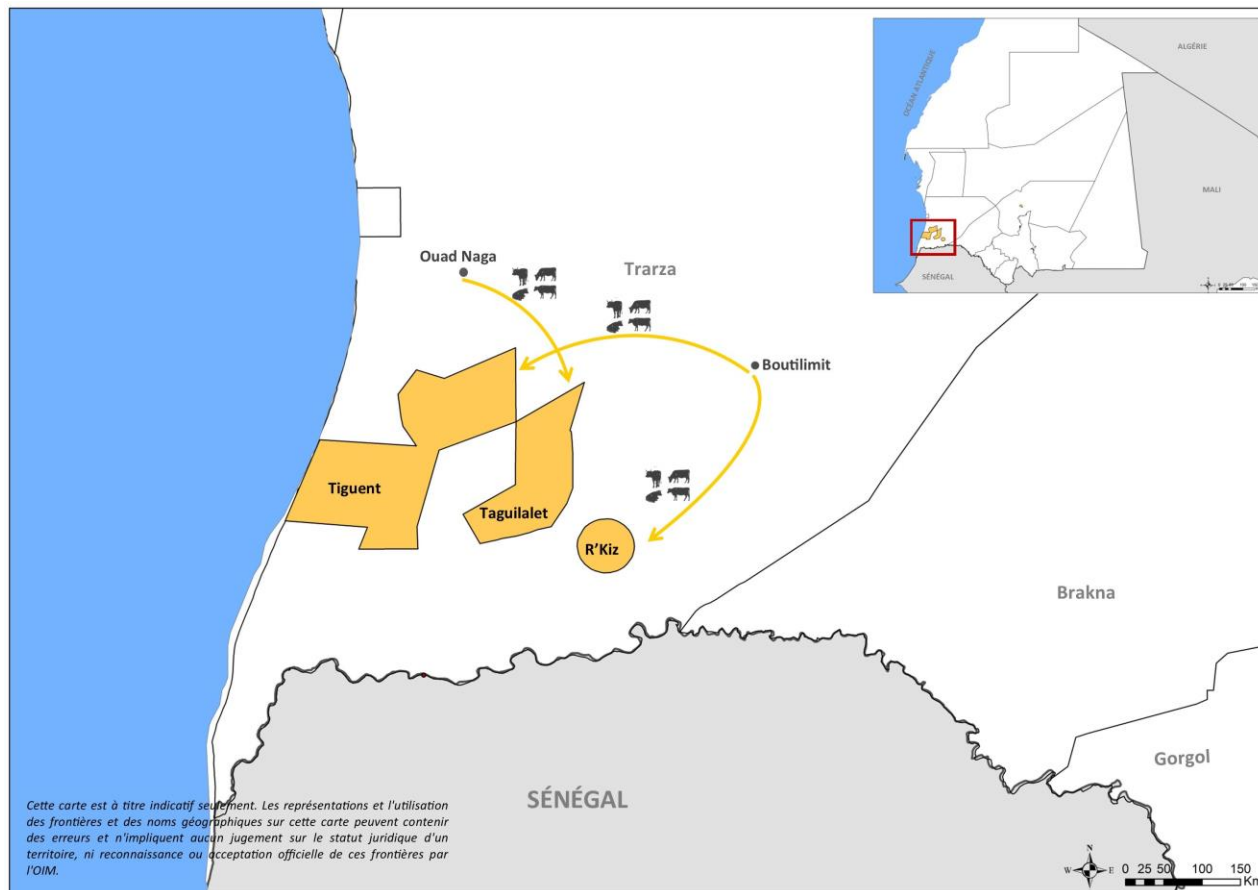 OCÉAN ATLANTIQUE
ALGÉRIE
MALI
SÉNÉGAL
Ouad Naga
Trarza
Boutilimit
Tiguent
Taguilalet
R'Kiz
Brakna
Gorgol
SÉNÉGAL
Cette carte est à titre indicatif seulement. Les représentations et l'utilisation
des frontières et des noms géographiques sur cette carte peuvent contenir
des erreurs et n'impliquent aucun jugement sur le statut juridique d'un
territoire, ni reconnaissance ou acceptation officielle de ces frontières par
l'OIM.
N
W E
S
0 25 50 100 150
Km